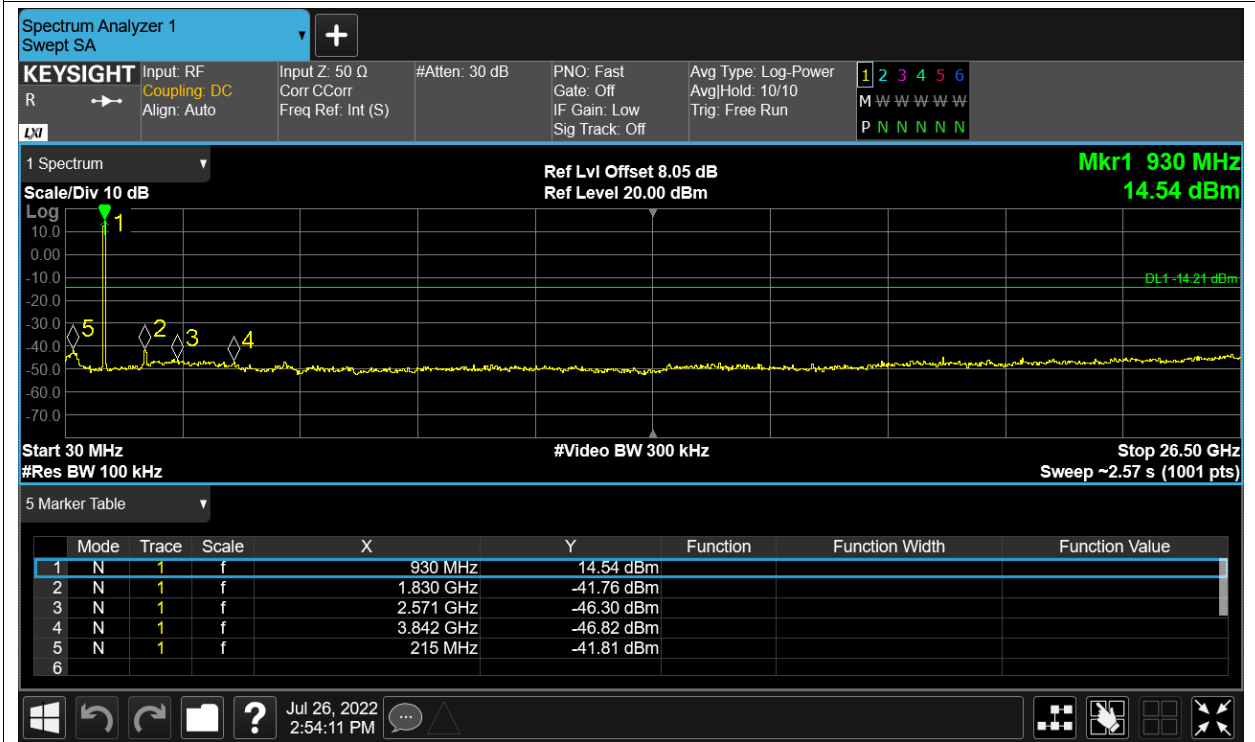 Spectrum Analyzer 1
Swept SA
KEYSIGHT
R
LXI
Input: RF
Coupling: DC
Align: Auto
Input Z: 50 Ω
Corr CCorr
Freq Ref: Int (S)
#Atten: 30 dB
PNO: Fast
Gate: Off
IF Gain: Low
Sig Track: Off
Avg Type: Log-Power
Avg|Hold: 10/10
Trig: Free Run
1 2 3 4 5 6
M W W W W W
P N N N N N
1 Spectrum
Scale/Div 10 dB
Ref Lvl Offset 8.05 dB
Ref Level 20.00 dBm
Mkr1 930 MHz
14.54 dBm
Log
10.0
0.00
-10.0
-20.0
-30.0
-40.0
-50.0
-60.0
-70.0
1
DL1 -14.21 dBm
5
2
3
4
Start 30 MHz
#Video BW 300 kHz
Stop 26.50 GHz
#Res BW 100 kHz
Sweep ~2.57 s (1001 pts)
5 Marker Table
Mode Trace Scale X Y Function Function Width Function Value
1 N 1 f 930 MHz 14.54 dBm
2 N 1 f 1.830 GHz -41.76 dBm
3 N 1 f 2.571 GHz -46.30 dBm
4 N 1 f 3.842 GHz -46.82 dBm
5 N 1 f 215 MHz -41.81 dBm
6
?
Jul 26, 2022
2:54:11 PM